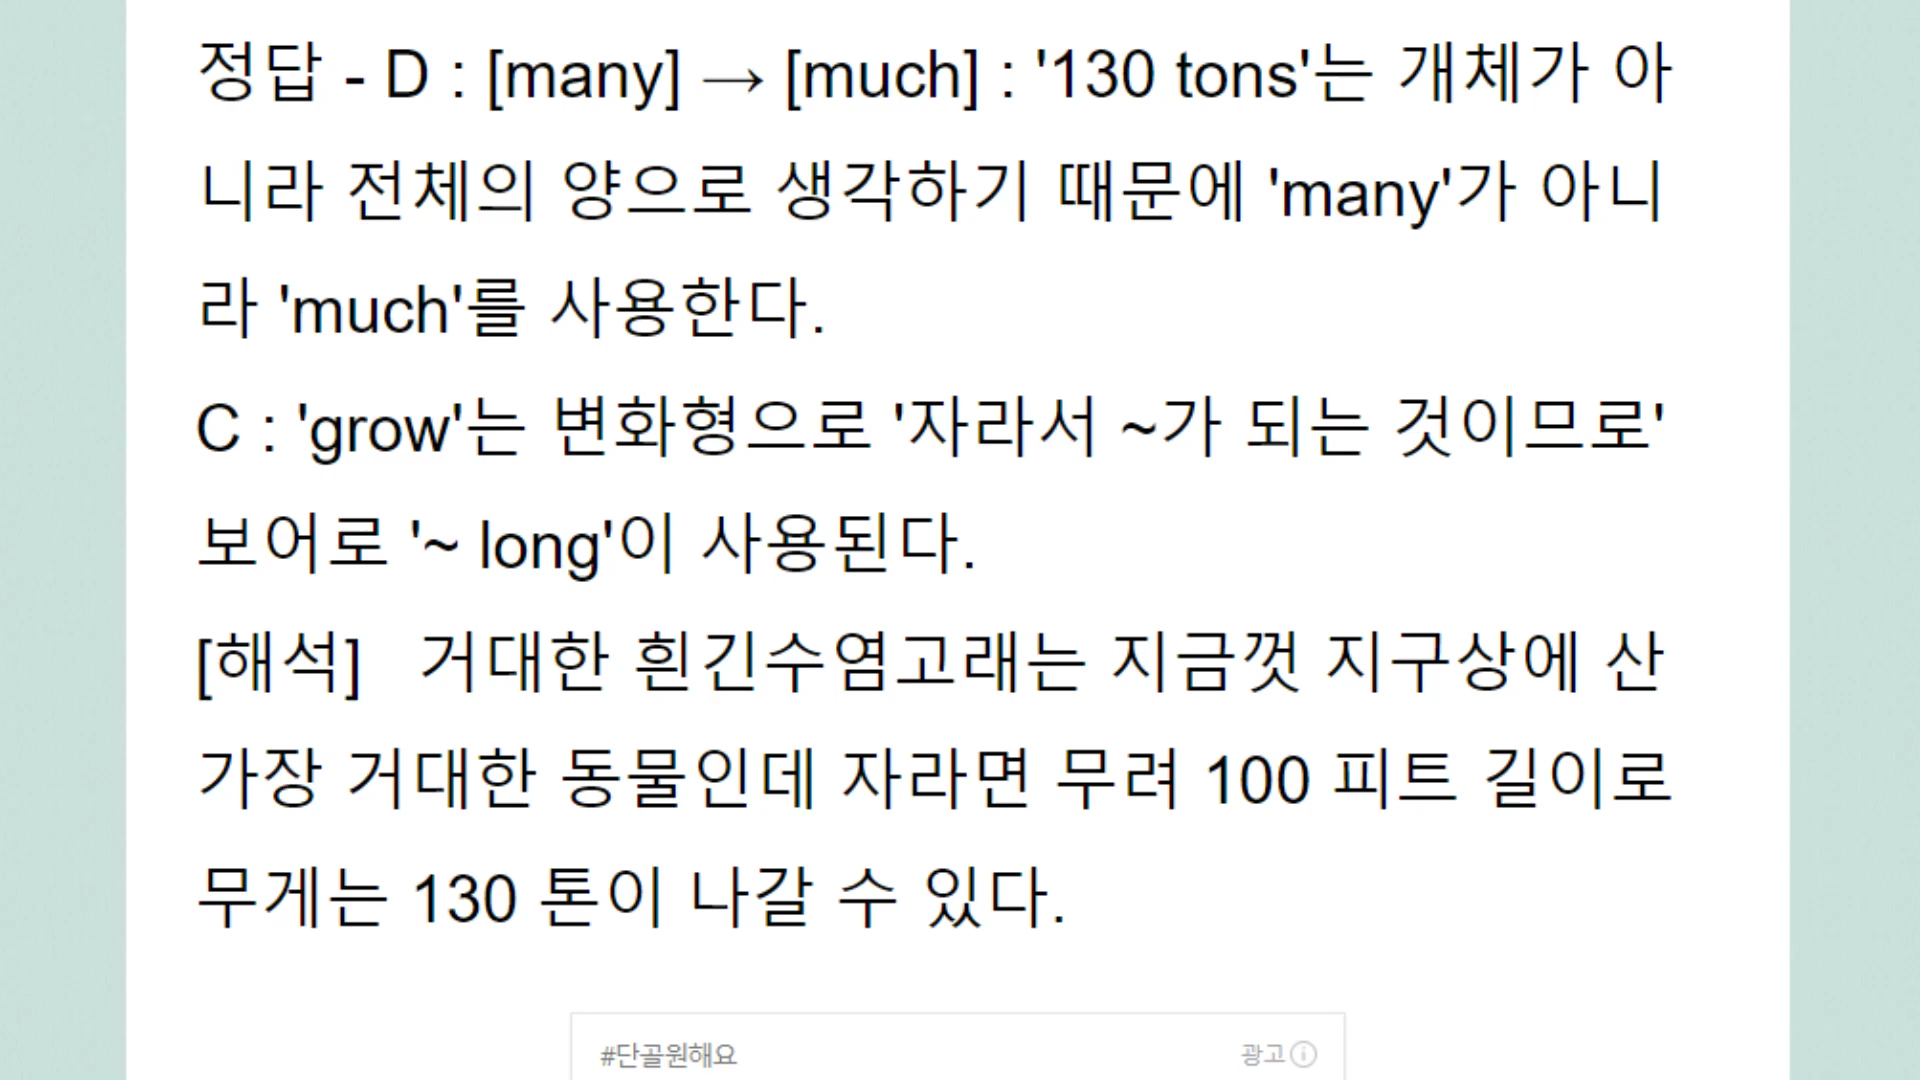 정답 - D : [many] → [much] : '130 tons'는 개체가 아
니라 전체의 양으로 생각하기 때문에 'many'가 아니
라 'much'를 사용한다.
C : 'grow'는 변화형으로 '자라서 ~가 되는 것이므로'
보어로 '~ long'이 사용된다.
[해석]   거대한 흰긴수염고래는 지금껏 지구상에 산
가장 거대한 동물인데 자라면 무려 100 피트 길이로
무게는 130 톤이 나갈 수 있다.
#단골원해요
광고